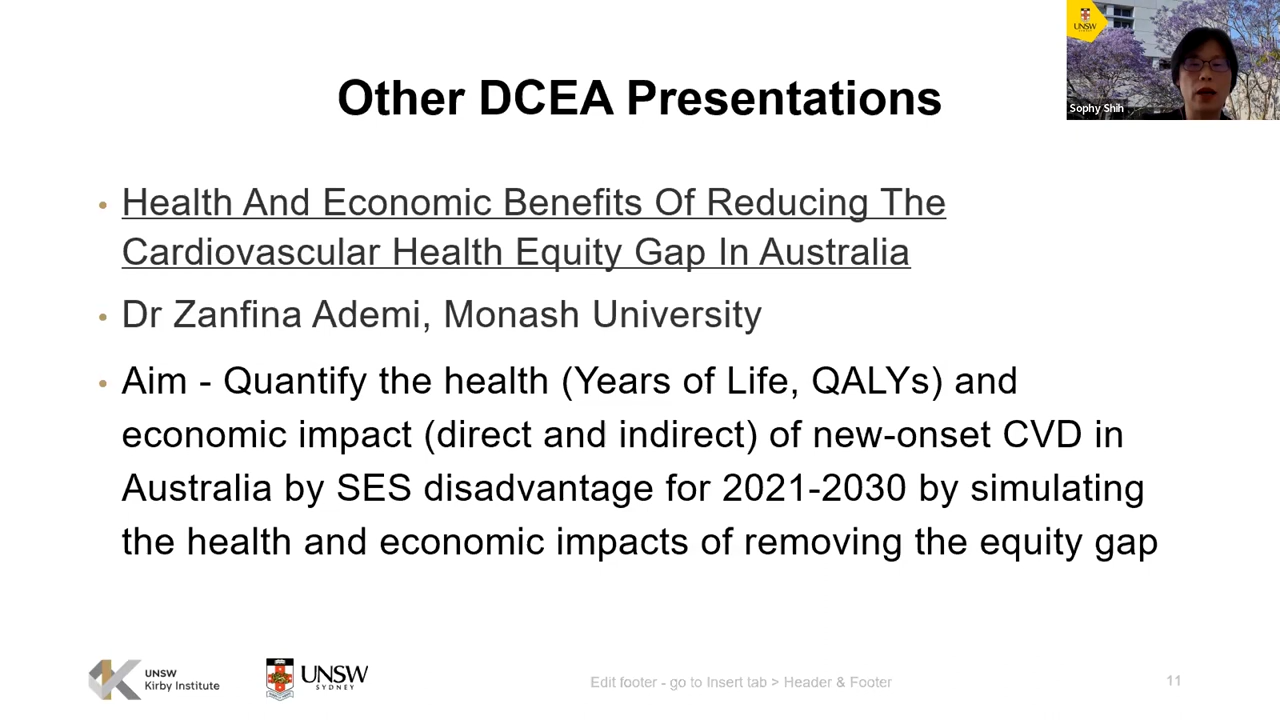 UNSW
SYDNEY
Sophy Shih
Other DCEA Presentations
• Health And Economic Benefits Of Reducing The
Cardiovascular Health Equity Gap In Australia
• Dr Zanfina Ademi, Monash University
• Aim - Quantify the health (Years of Life, QALYs) and
economic impact (direct and indirect) of new-onset CVD in
Australia by SES disadvantage for 2021-2030 by simulating
the health and economic impacts of removing the equity gap
UNSW
Kirby Institute
UNSW
SYDNEY
Edit footer - go to Insert tab > Header & Footer
11